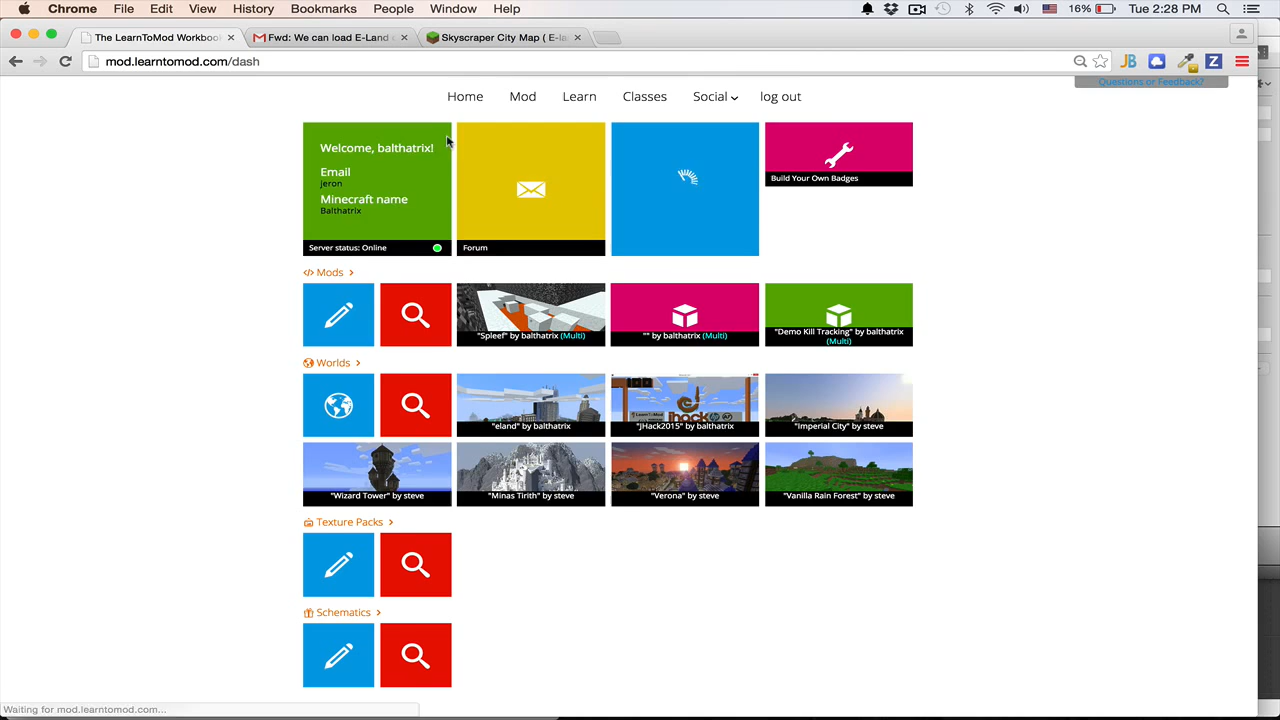 Chrome File Edit View History Bookmarks People Window Help
16% Tue 2:28 PM
The LearnToMod Workbook
Fwd: We can load E-Land
Skyscraper City Map ( E-la
mod.learntomod.com/dash
JB
Z
Questions or Feedback?
Home Mod Learn Classes Social log out
Welcome, balthatrix!
Email
jeron
Minecraft name
Balthatrix
Server status: Online
Forum
Build Your Own Badges
</> Mods >
"Spleef" by balthatrix (Multi)
"" by balthatrix (Multi)
"Demo Kill Tracking" by balthatrix
(Multi)
Worlds >
"eland" by balthatrix
"JHack2015" by balthatrix
"Imperial City" by steve
"Wizard Tower" by steve
"Minas Tirith" by steve
"Verona" by steve
"Vanilla Rain Forest" by steve
Texture Packs >
Schematics >
Waiting for mod.learntomod.com...